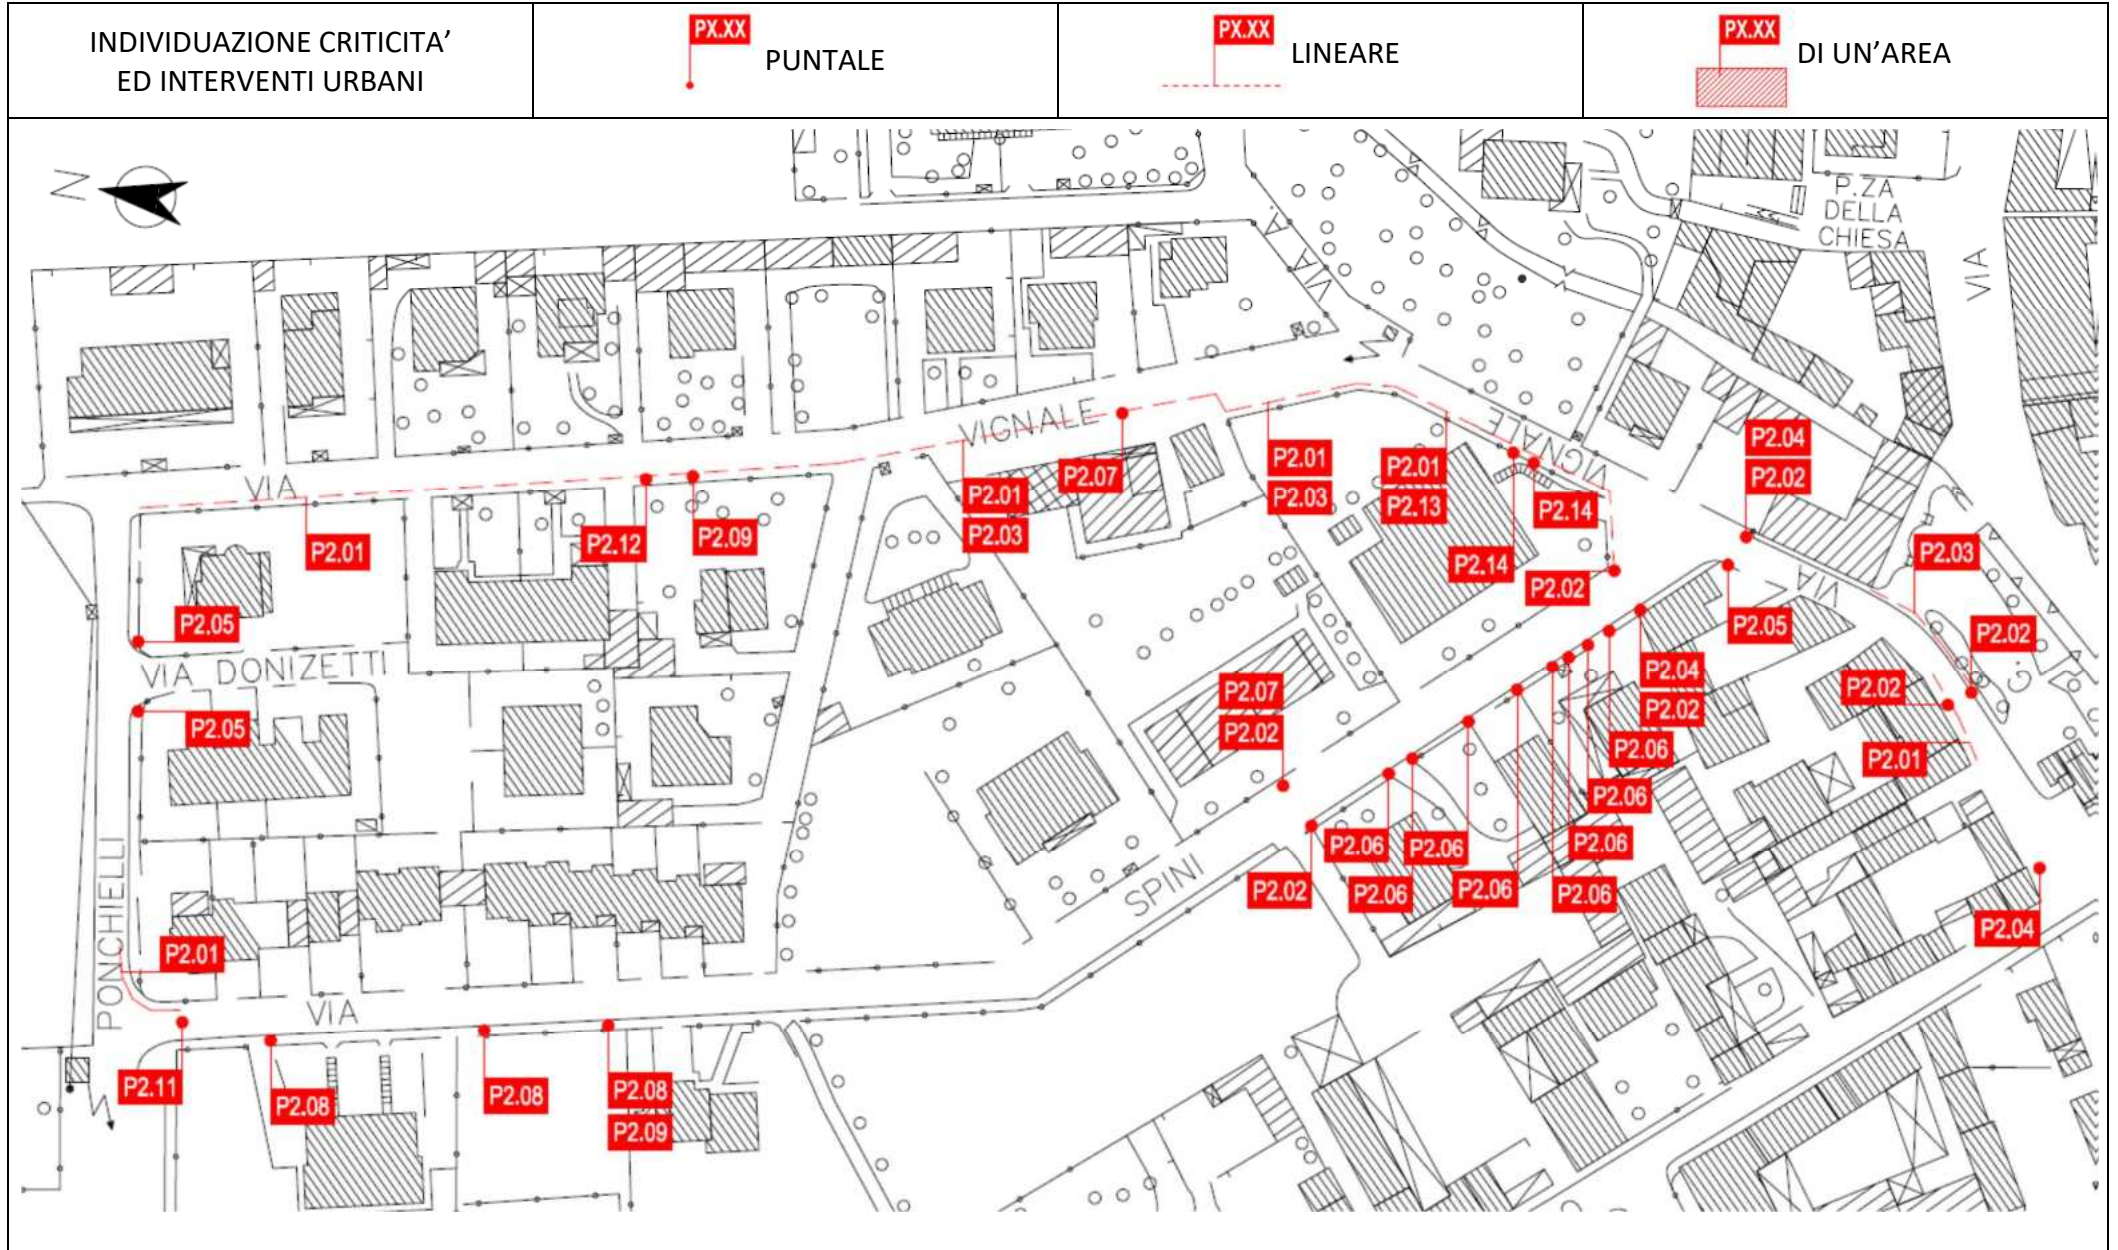 INDIVIDUAZIONE CRITICITA’
ED INTERVENTI URBANI
PX.XX
PUNTALE
PX.XX
LINEARE
PX.XX
DI UN’AREA
N
P.ZA
DELLA
CHIESA
VIA
VIA A.
VIGNALE
VIGNALE
VIA
P2.01
P2.12
P2.09
P2.01
P2.03
P2.07
P2.01
P2.03
P2.01
P2.13
P2.14
P2.14
P2.02
P2.04
P2.02
P2.03
VIA
P2.05
P2.02
G.
P2.05
VIA DONIZETTI
P2.05
P2.07
P2.02
P2.04
P2.02
P2.06
P2.06
P2.06
P2.06
P2.06
P2.06
P2.06
P2.06
P2.02
P2.02
P2.01
P2.04
SPINI
PONCHIELLI
P2.01
VIA
P2.11
P2.08
P2.08
P2.08
P2.09